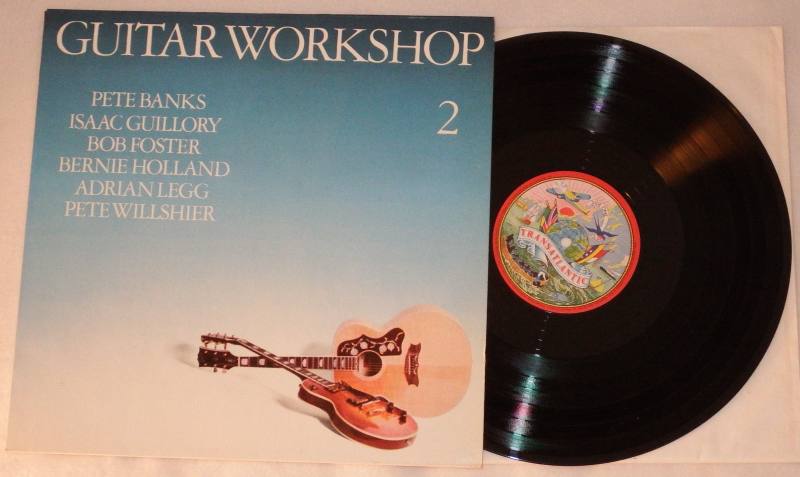 GUITAR WORKSHOP
2
PETE BANKS
ISAAC GUILLORY
BOB FOSTER
BERNIE HOLLAND
ADRIAN LEGG
PETE WILLSHIER
TRANSATLANTIC